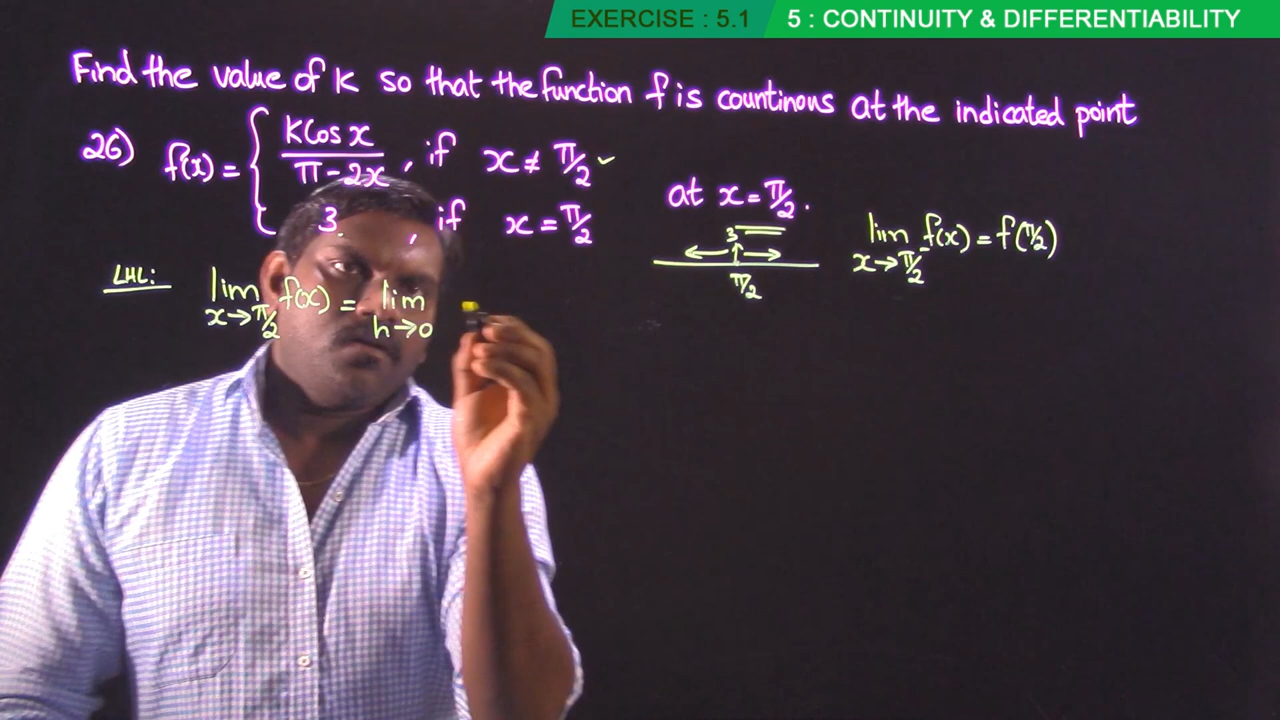 EXERCISE : 5.1 5 : CONTINUITY & DIFFERENTIABILITY
Find the value of K so that the function f is countinous at the indicated point
26) f(x) = { KCos x / π - 2x , if x ≠ π/2 ✓
3 , if x = π/2
at x = π/2 .
3
π/2
lim x→π/2⁻ f(x) = f(π/2)
LHL: lim x→π/2 f(x) = lim h→0